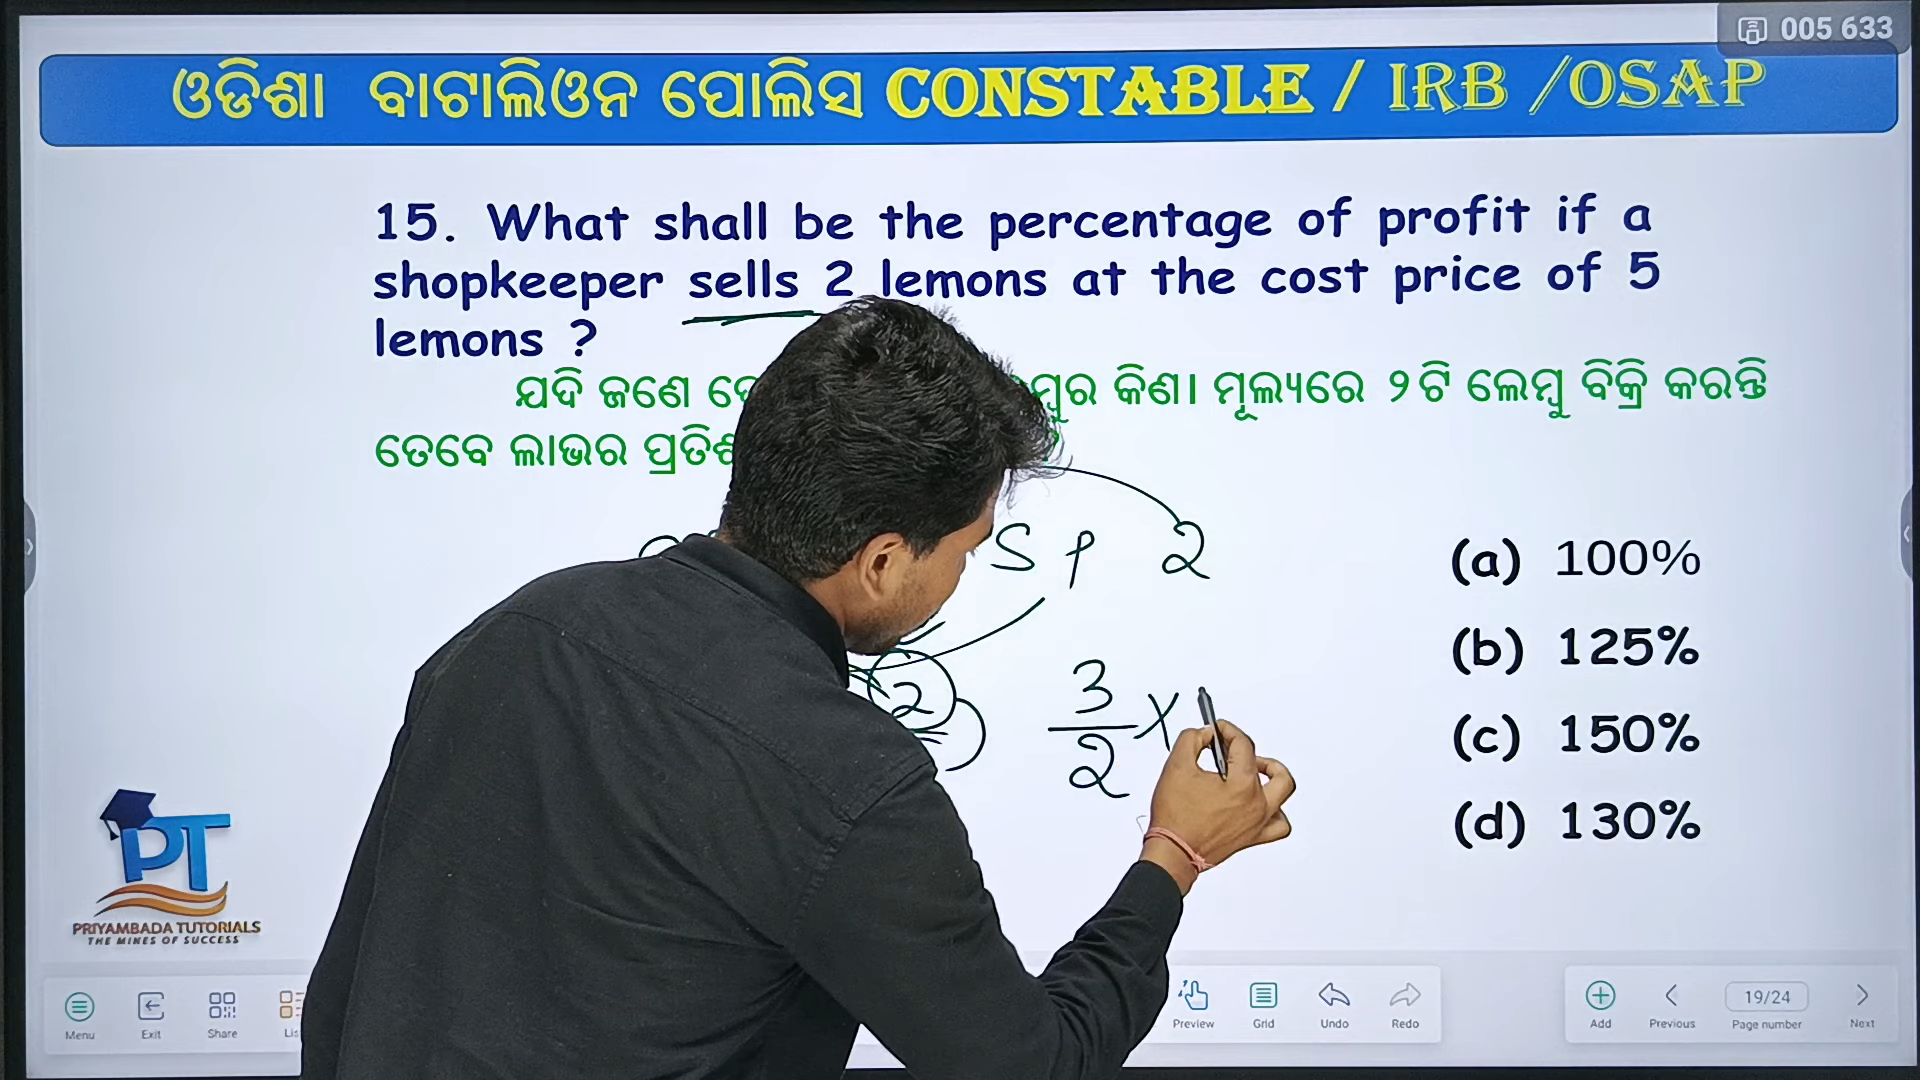 005 633
ଓଡିଶା ବାଟାଲିଓନ ପୋଲିସ CONSTABLE / IRB /OSAP
15. What shall be the percentage of profit if a
shopkeeper sells 2 lemons at the cost price of 5
lemons ?
ଯଦି ଜଣେ କିଣା ମୂଲ୍ୟରେ ୨ଟି ଲେମ୍ବୁ ବିକ୍ରି କରନ୍ତି
ତେବେ ଲାଭର
SP 2
2
3/2 ×
(a) 100%
(b) 125%
(c) 150%
(d) 130%
PT
PRIYAMBADA TUTORIALS
THE MINES OF SUCCESS
Menu Exit Share Preview Grid Undo Redo Add Previous 19/24 Page number Next